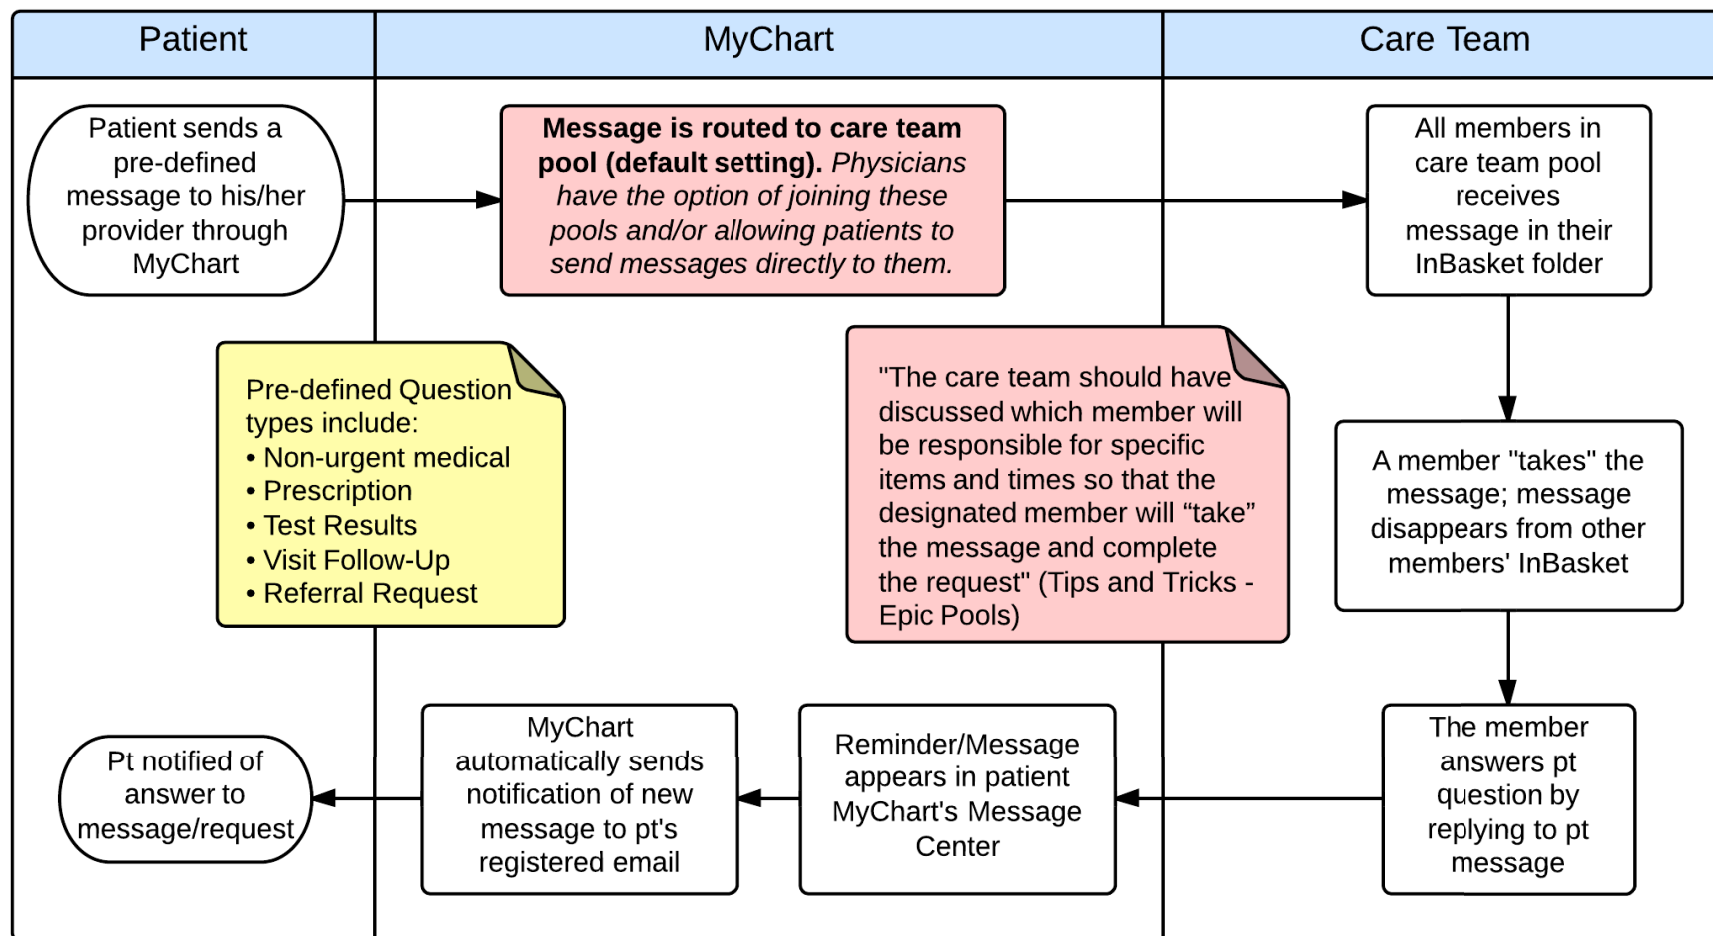 Patient
MyChart
Care Team
Patient sends a
pre-defined
message to his/her
provider through
MyChart
Message is routed to care team
pool (default setting). Physicians
have the option of joining these
pools and/or allowing patients to
send messages directly to them.
All members in
care team pool
receives
message in their
InBasket folder
Pre-defined Question
types include:
• Non-urgent medical
• Prescription
• Test Results
• Visit Follow-Up
• Referral Request
"The care team should have
discussed which member will
be responsible for specific
items and times so that the
designated member will “take”
the message and complete
the request" (Tips and Tricks -
Epic Pools)
A member "takes" the
message; message
disappears from other
members' InBasket
The member
answers pt
question by
replying to pt
message
Reminder/Message
appears in patient
MyChart's Message
Center
MyChart
automatically sends
notification of new
message to pt's
registered email
Pt notified of
answer to
message/request